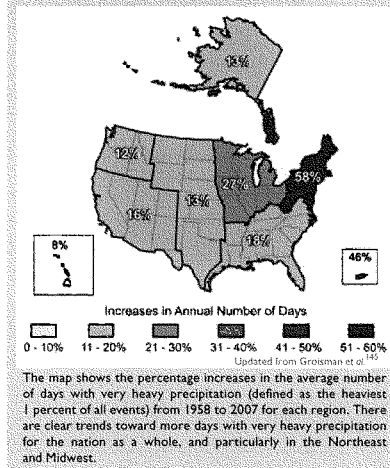 13%
12%
27%
58%
16%
13%
18%
8%
46%
Increases in Annual Number of Days
0 - 10% 11 - 20% 21 - 30% 31 - 40% 41 - 50% 51 - 60%
Updated from Groisman et al.145
The map shows the percentage increases in the average number
of days with very heavy precipitation (defined as the heaviest
1 percent of all events) from 1958 to 2007 for each region. There
are clear trends toward more days with very heavy precipitation
for the nation as a whole, and particularly in the Northeast
and Midwest.